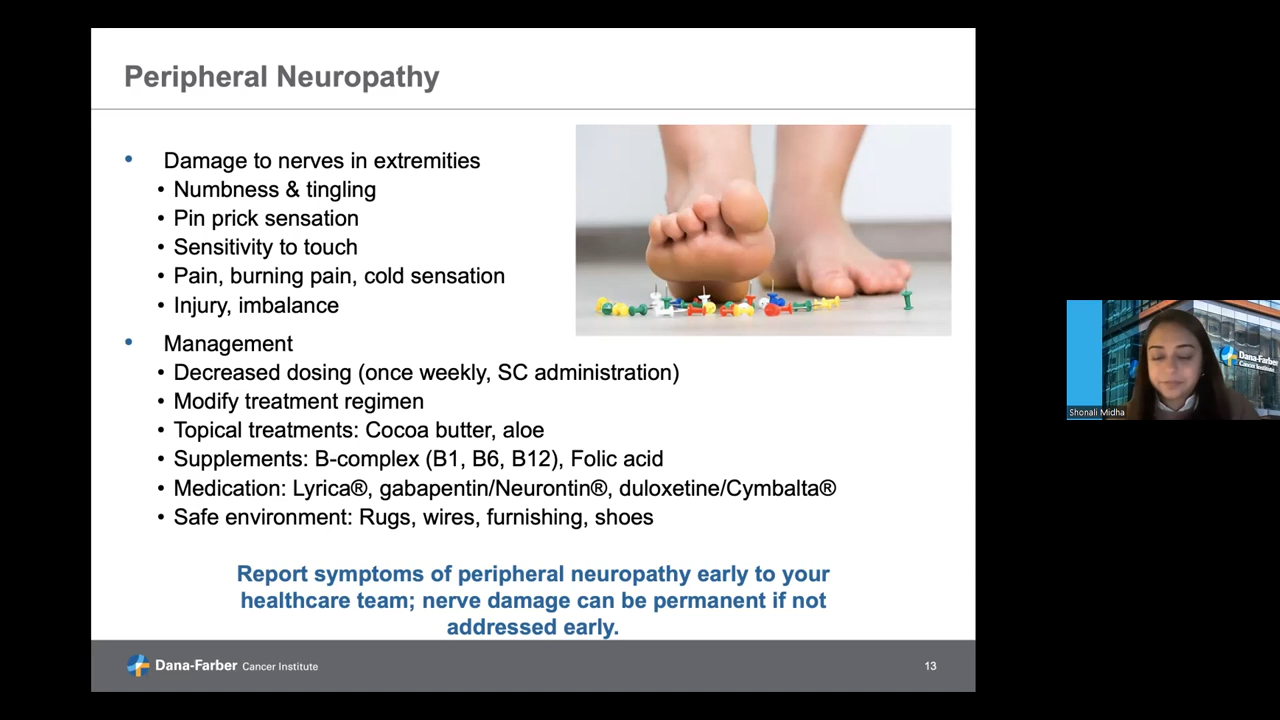 Peripheral Neuropathy
• Damage to nerves in extremities
• Numbness & tingling
• Pin prick sensation
• Sensitivity to touch
• Pain, burning pain, cold sensation
• Injury, imbalance
• Management
• Decreased dosing (once weekly, SC administration)
• Modify treatment regimen
• Topical treatments: Cocoa butter, aloe
• Supplements: B-complex (B1, B6, B12), Folic acid
• Medication: Lyrica®, gabapentin/Neurontin®, duloxetine/Cymbalta®
• Safe environment: Rugs, wires, furnishing, shoes
Report symptoms of peripheral neuropathy early to your
healthcare team; nerve damage can be permanent if not
addressed early.
Dana-Farber Cancer Institute
13
Dana-Farber
Cancer Institute
Shonali Midha